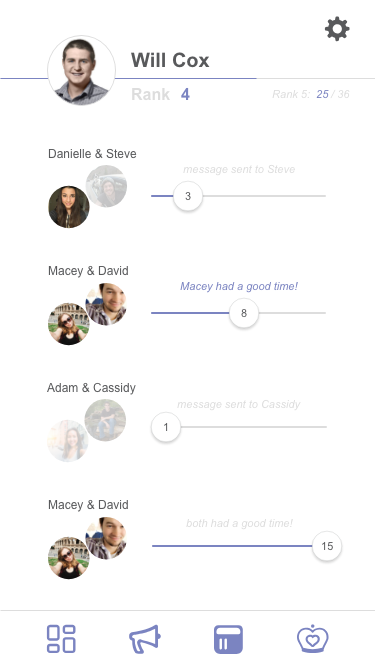 Will Cox
Rank 4
Rank 5: 25 / 36
Danielle & Steve
message sent to Steve
3
Macey & David
Macey had a good time!
8
Adam & Cassidy
message sent to Cassidy
1
Macey & David
both had a good time!
15